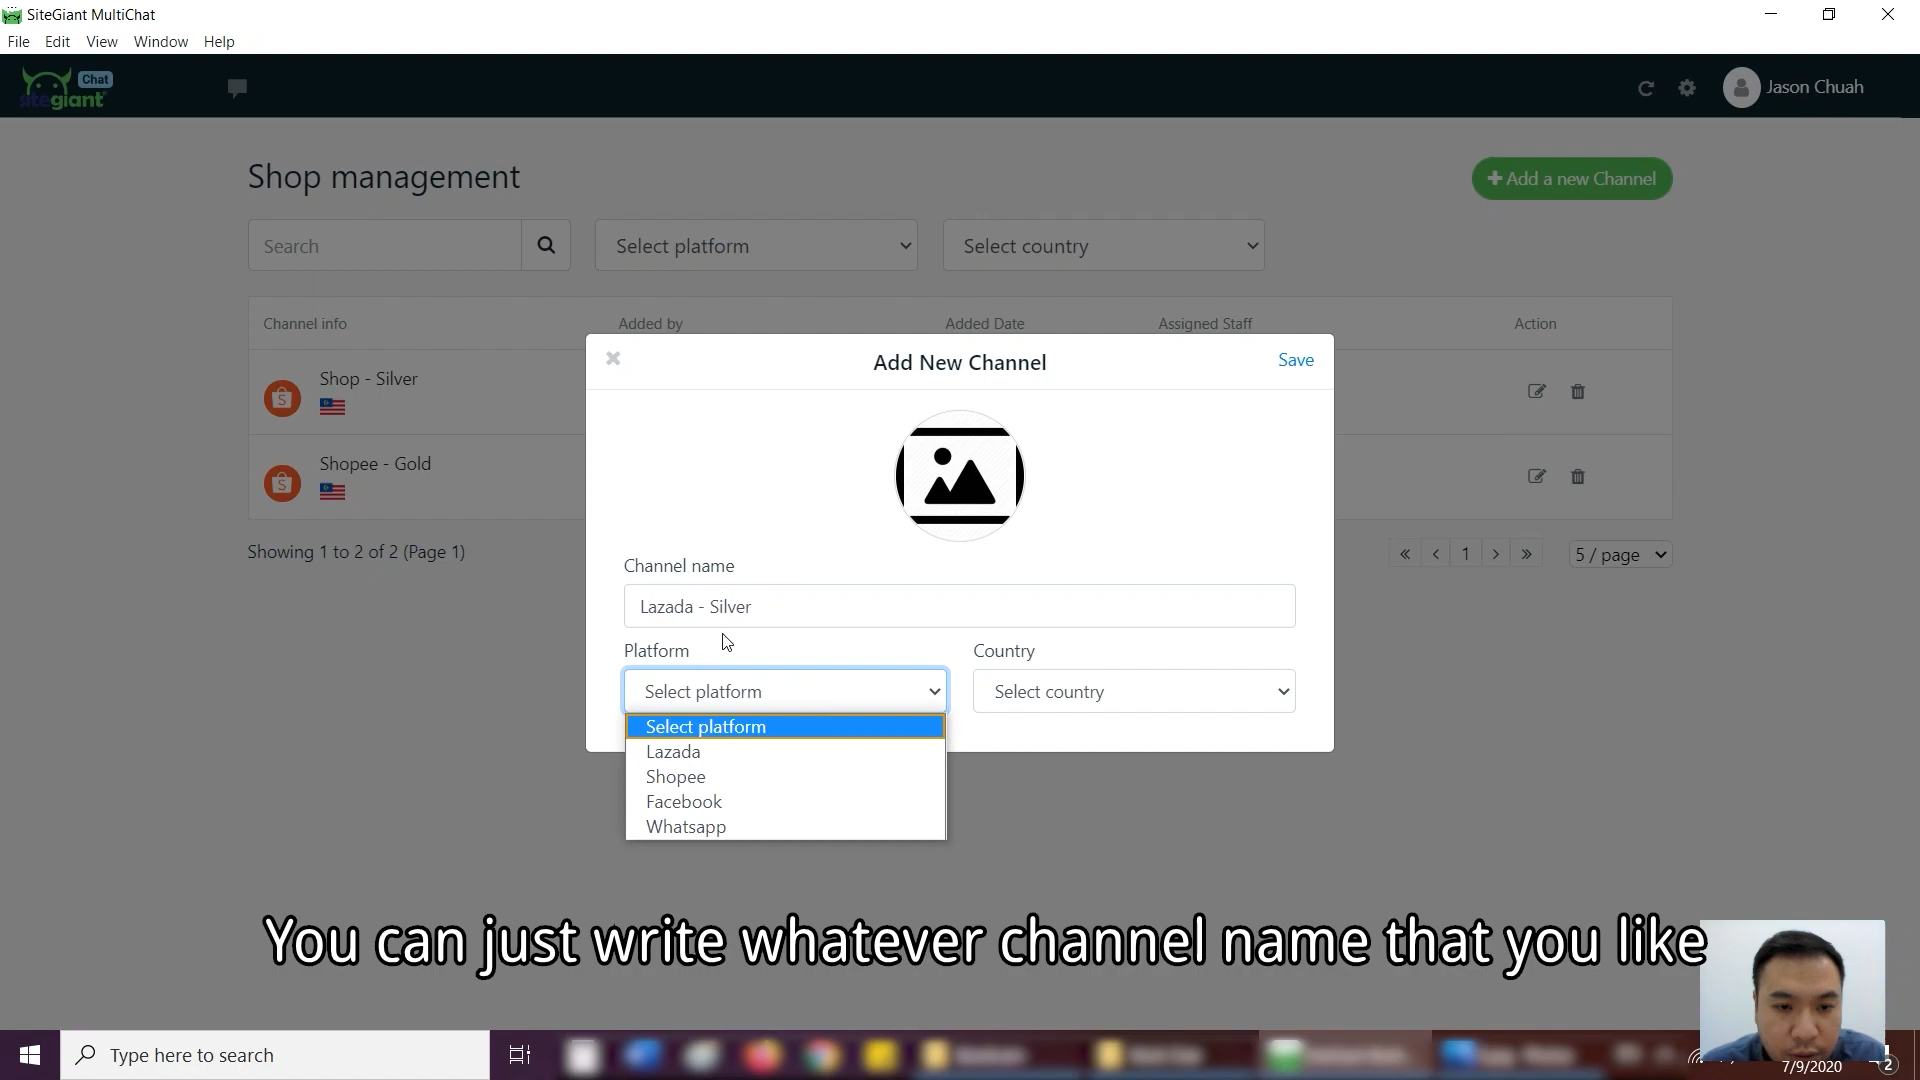 SiteGiant MultiChat
File Edit View Window Help
sitegiant Chat
Jason Chuah
Shop management
Add a new Channel
Search
Select platform
Select country
Channel info Added by Added Date Assigned Staff Action
Shop - Silver
Shopee - Gold
Showing 1 to 2 of 2 (Page 1)
« ‹ 1 › »
5 / page
Add New Channel
Save
Channel name
Lazada - Silver
Platform
Country
Select platform
Select country
Select platform
Lazada
Shopee
Facebook
Whatsapp
You can just write whatever channel name that you like
Type here to search
7/9/2020
2